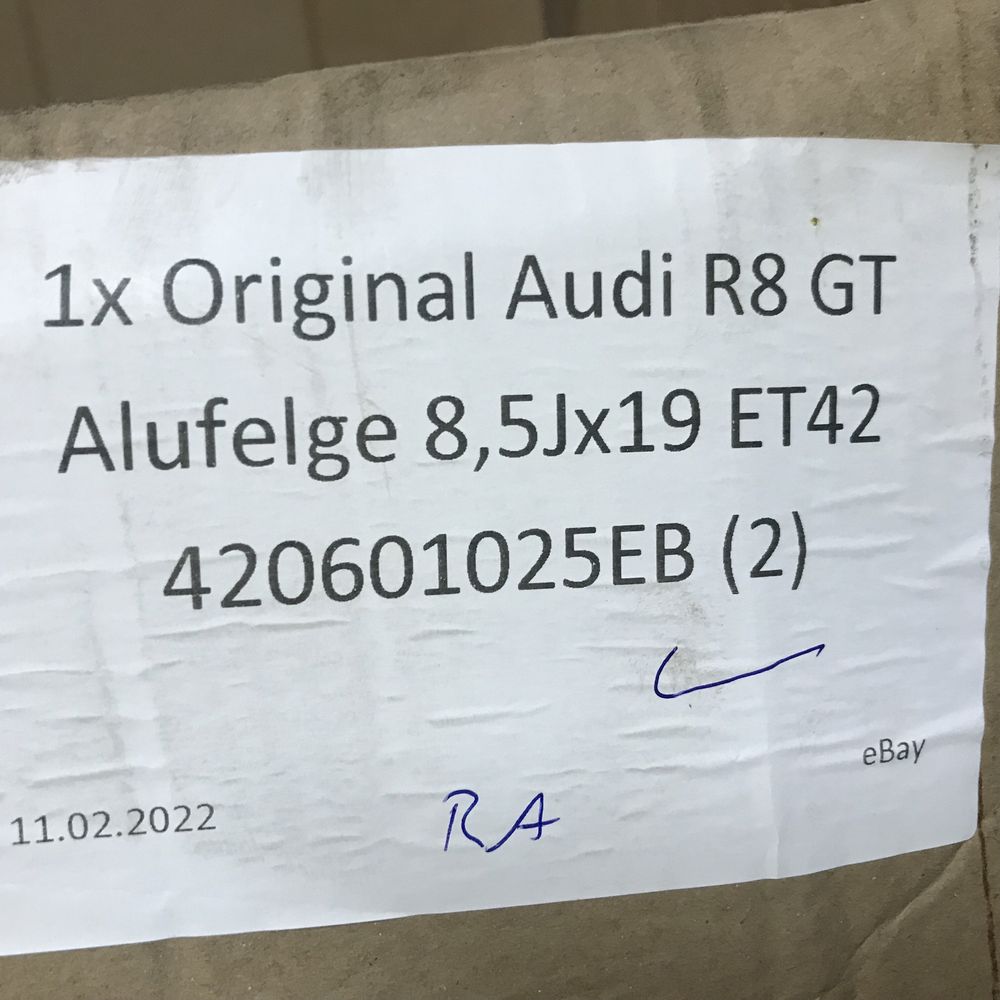 1x Original Audi R8 GT
Alufelge 8,5Jx19 ET42
420601025EB (2)
eBay
11.02.2022
RA